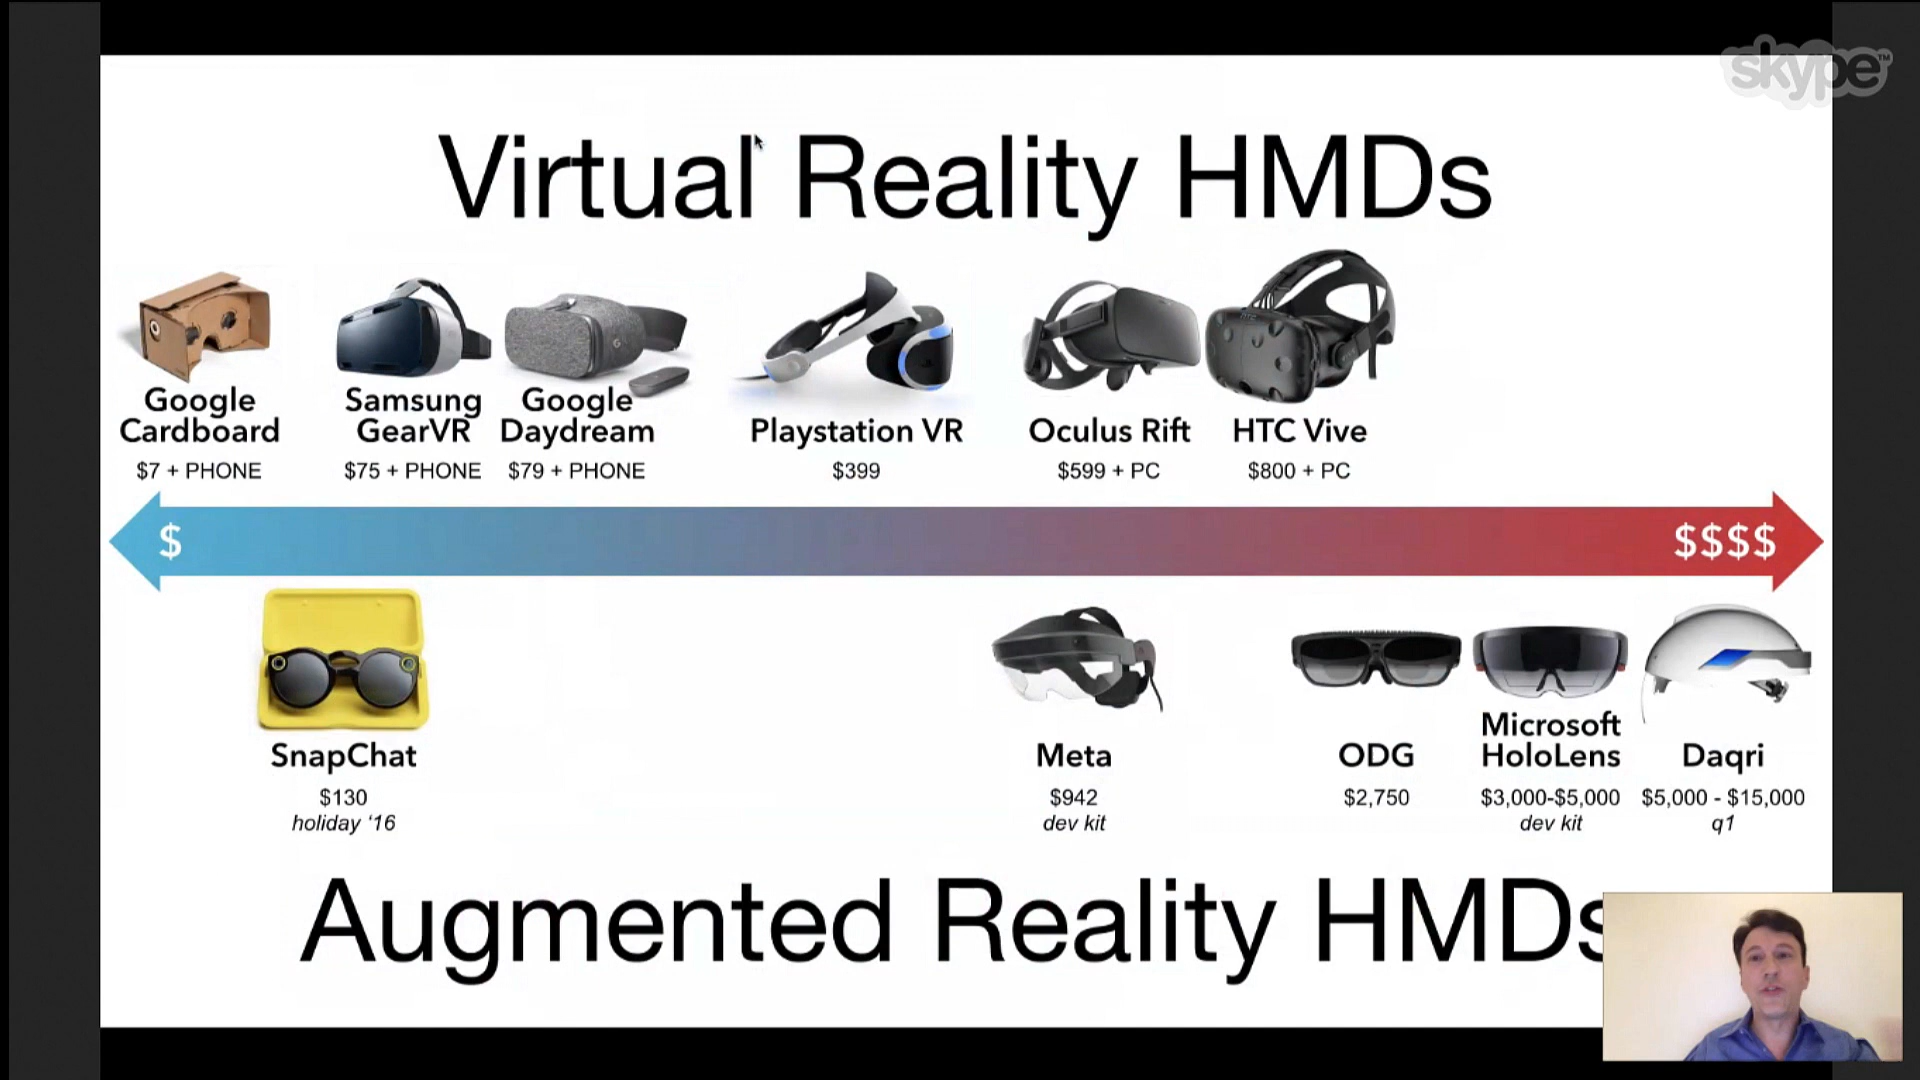 skype™
Virtual Reality HMDs
Google
Cardboard
$7 + PHONE
Samsung
GearVR
$75 + PHONE
Google
Daydream
$79 + PHONE
Playstation VR
$399
Oculus Rift
$599 + PC
HTC Vive
$800 + PC
$
$$$$
SnapChat
$130
holiday ‘16
Meta
$942
dev kit
ODG
$2,750
Microsoft
HoloLens
$3,000-$5,000
dev kit
Daqri
$5,000 - $15,000
q1
Augmented Reality HMDs